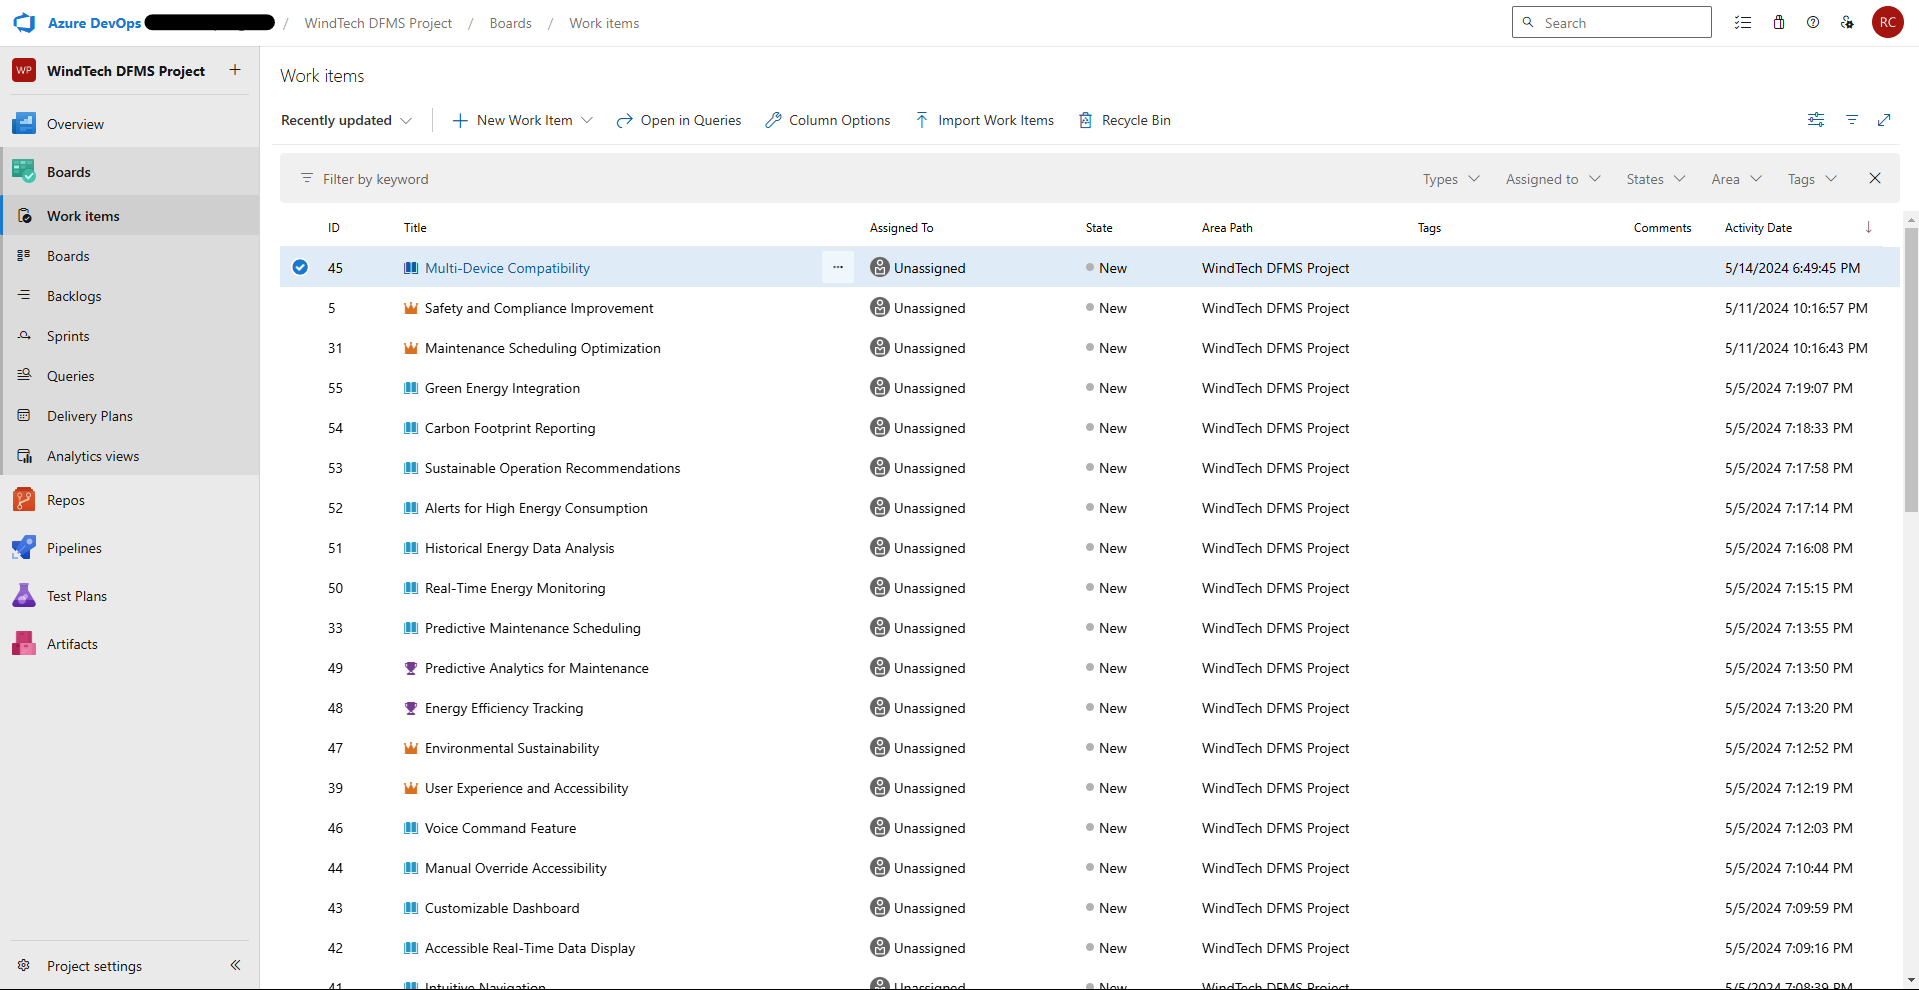 Azure DevOps / WindTech DFMS Project / Boards / Work items
Search
RC
WP WindTech DFMS Project
Overview
Boards
Work items
Boards
Backlogs
Sprints
Queries
Delivery Plans
Analytics views
Repos
Pipelines
Test Plans
Artifacts
Project settings
Work items
Recently updated New Work Item Open in Queries Column Options Import Work Items Recycle Bin
Filter by keyword Types Assigned to States Area Tags
ID Title Assigned To State Area Path Tags Comments Activity Date
45 Multi-Device Compatibility ... Unassigned New WindTech DFMS Project 5/14/2024 6:49:45 PM
5 Safety and Compliance Improvement Unassigned New WindTech DFMS Project 5/11/2024 10:16:57 PM
31 Maintenance Scheduling Optimization Unassigned New WindTech DFMS Project 5/11/2024 10:16:43 PM
55 Green Energy Integration Unassigned New WindTech DFMS Project 5/5/2024 7:19:07 PM
54 Carbon Footprint Reporting Unassigned New WindTech DFMS Project 5/5/2024 7:18:33 PM
53 Sustainable Operation Recommendations Unassigned New WindTech DFMS Project 5/5/2024 7:17:58 PM
52 Alerts for High Energy Consumption Unassigned New WindTech DFMS Project 5/5/2024 7:17:14 PM
51 Historical Energy Data Analysis Unassigned New WindTech DFMS Project 5/5/2024 7:16:08 PM
50 Real-Time Energy Monitoring Unassigned New WindTech DFMS Project 5/5/2024 7:15:15 PM
33 Predictive Maintenance Scheduling Unassigned New WindTech DFMS Project 5/5/2024 7:13:55 PM
49 Predictive Analytics for Maintenance Unassigned New WindTech DFMS Project 5/5/2024 7:13:50 PM
48 Energy Efficiency Tracking Unassigned New WindTech DFMS Project 5/5/2024 7:13:20 PM
47 Environmental Sustainability Unassigned New WindTech DFMS Project 5/5/2024 7:12:52 PM
39 User Experience and Accessibility Unassigned New WindTech DFMS Project 5/5/2024 7:12:19 PM
46 Voice Command Feature Unassigned New WindTech DFMS Project 5/5/2024 7:12:03 PM
44 Manual Override Accessibility Unassigned New WindTech DFMS Project 5/5/2024 7:10:44 PM
43 Customizable Dashboard Unassigned New WindTech DFMS Project 5/5/2024 7:09:59 PM
42 Accessible Real-Time Data Display Unassigned New WindTech DFMS Project 5/5/2024 7:09:16 PM
41 Intuitive Navigation Unassigned New WindTech DFMS Project 5/5/2024 7:08:39 PM